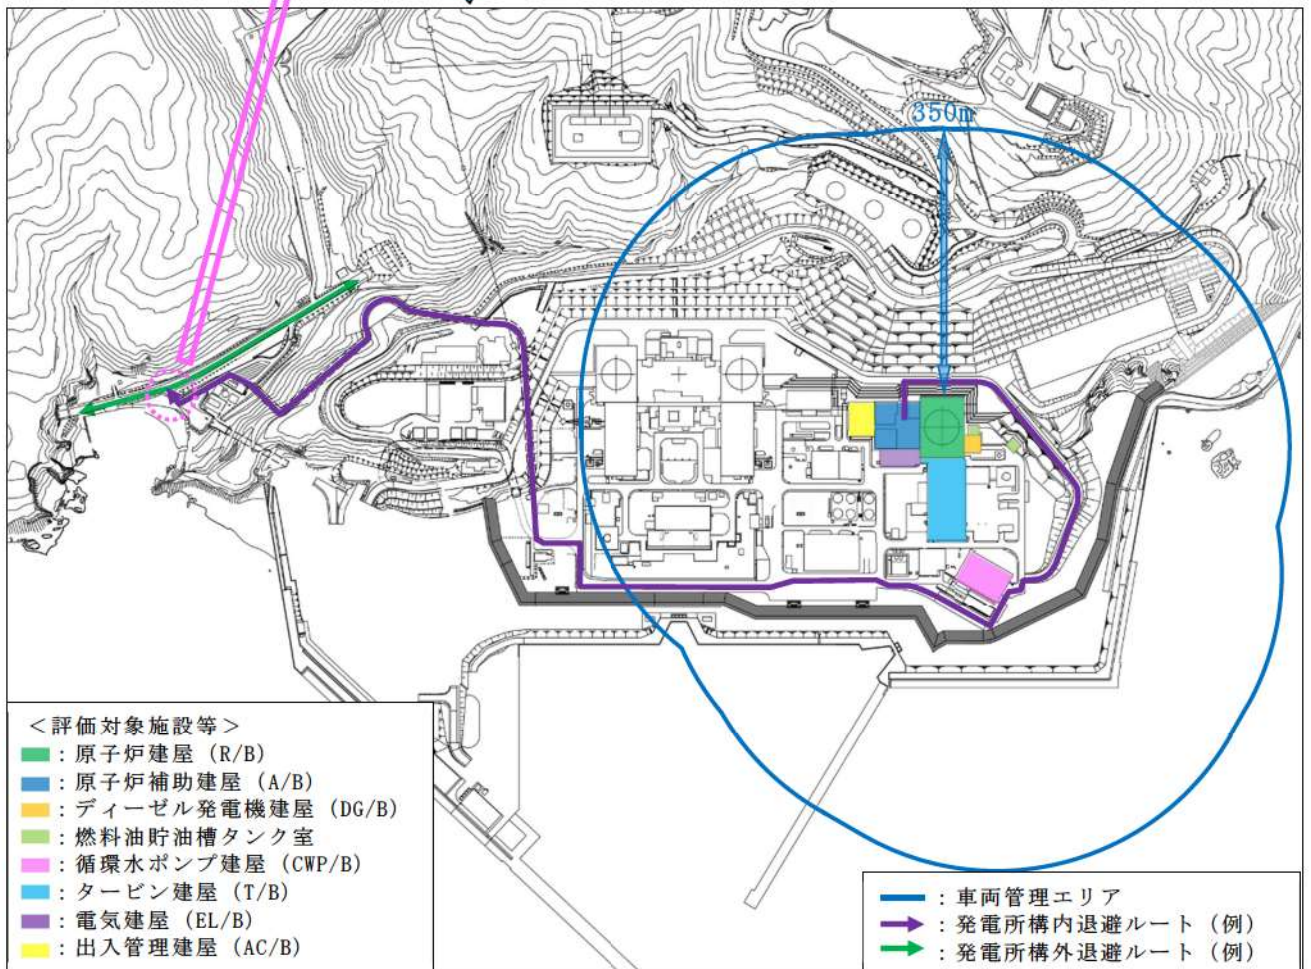 350m
＜評価対象施設等＞
：原子炉建屋（R/B）
：原子炉補助建屋（A/B）
：ディーゼル発電機建屋（DG/B）
：燃料油貯油槽タンク室
：循環水ポンプ建屋（CWP/B）
：タービン建屋（T/B）
：電気建屋（EL/B）
：出入管理建屋（AC/B）
：車両管理エリア
：発電所構内退避ルート（例）
：発電所構外退避ルート（例）